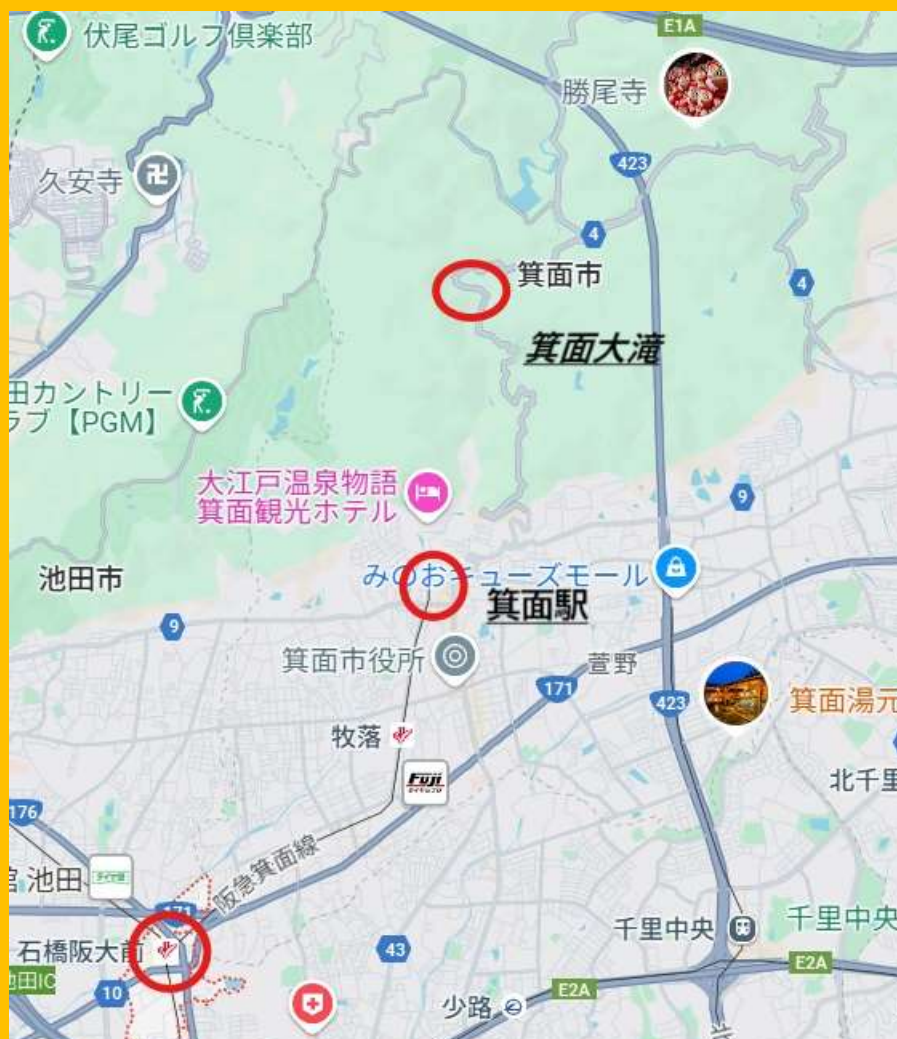 伏尾ゴルフ倶楽部
E1A
勝尾寺
久安寺
423
4
箕面市
4
箕面大滝
田カントリー
ラブ【PGM】
大江戸温泉物語
箕面観光ホテル
9
みのおキューズモール
池田市
箕面駅
9
箕面市役所
萱野
171
423
箕面湯元
牧落
Fuji
北千里
176
阪急箕面線
池田
171
千里中央
千里中央
石橋阪大前
43
池田IC
10
E2A
E2A
少路